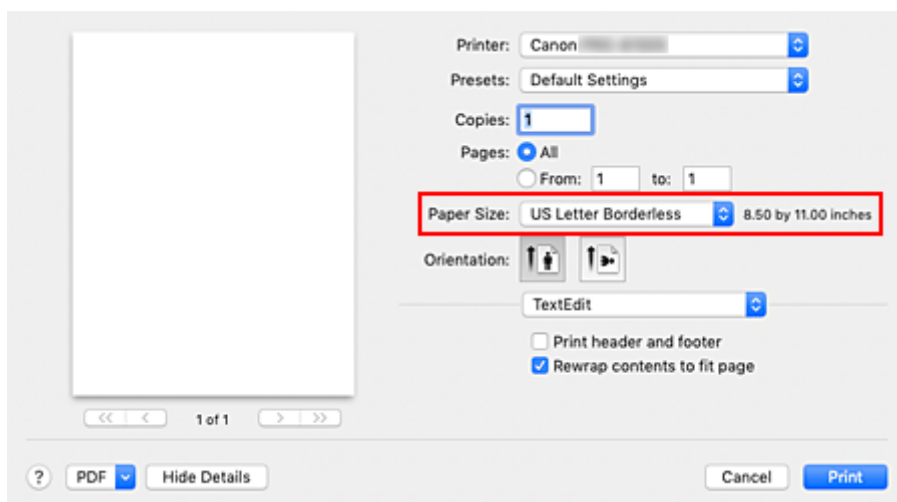 Printer: Canon
Presets: Default Settings
Copies: 1
Pages: All
From: 1 to: 1
Paper Size: US Letter Borderless 8.50 by 11.00 inches
Orientation:
TextEdit
Print header and footer
Rewrap contents to fit page
<< < 1 of 1 > >>
? PDF Hide Details Cancel Print